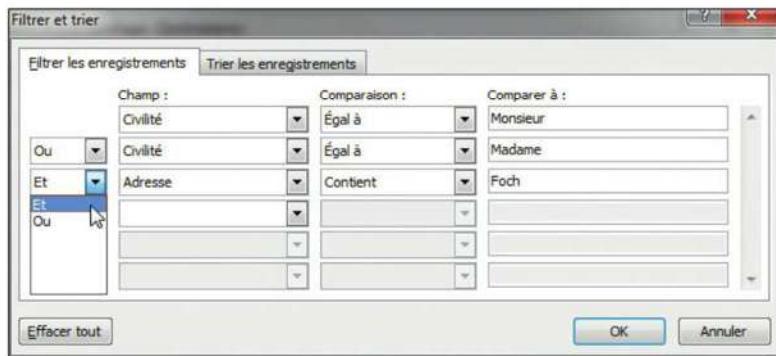 Filtrer et trier
Filtrer les enregistrements Trier les enregistrements
Champ : Comparaison : Comparer à :
Civilité Égal à Monsieur
Ou Civilité Égal à Madame
Et Adresse Contient Foch
Et
Ou
Effacer tout OK Annuler